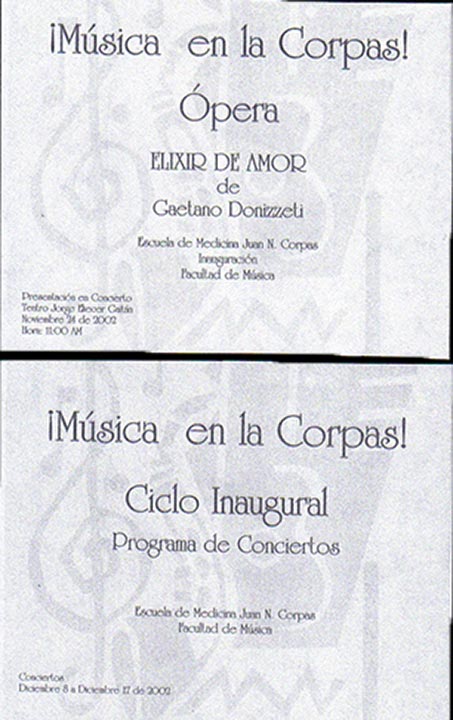 ¡Música en la Corpas!
Ópera
ELIXIR DE AMOR
de
Gaetano Donizzeti
Escuela de Medicina Juan N. Corpas
Inauguración
Facultad de Música
Presentación en Concierto
Teatro Jorge Eliecer Gaitán
Noviembre 24 de 2002
Hora: 11:00 AM
¡Música en la Corpas!
Ciclo Inaugural
Programa de Conciertos
Escuela de Medicina Juan N. Corpas
Facultad de Música
Conciertos
Diciembre 8 a Diciembre 17 de 2002